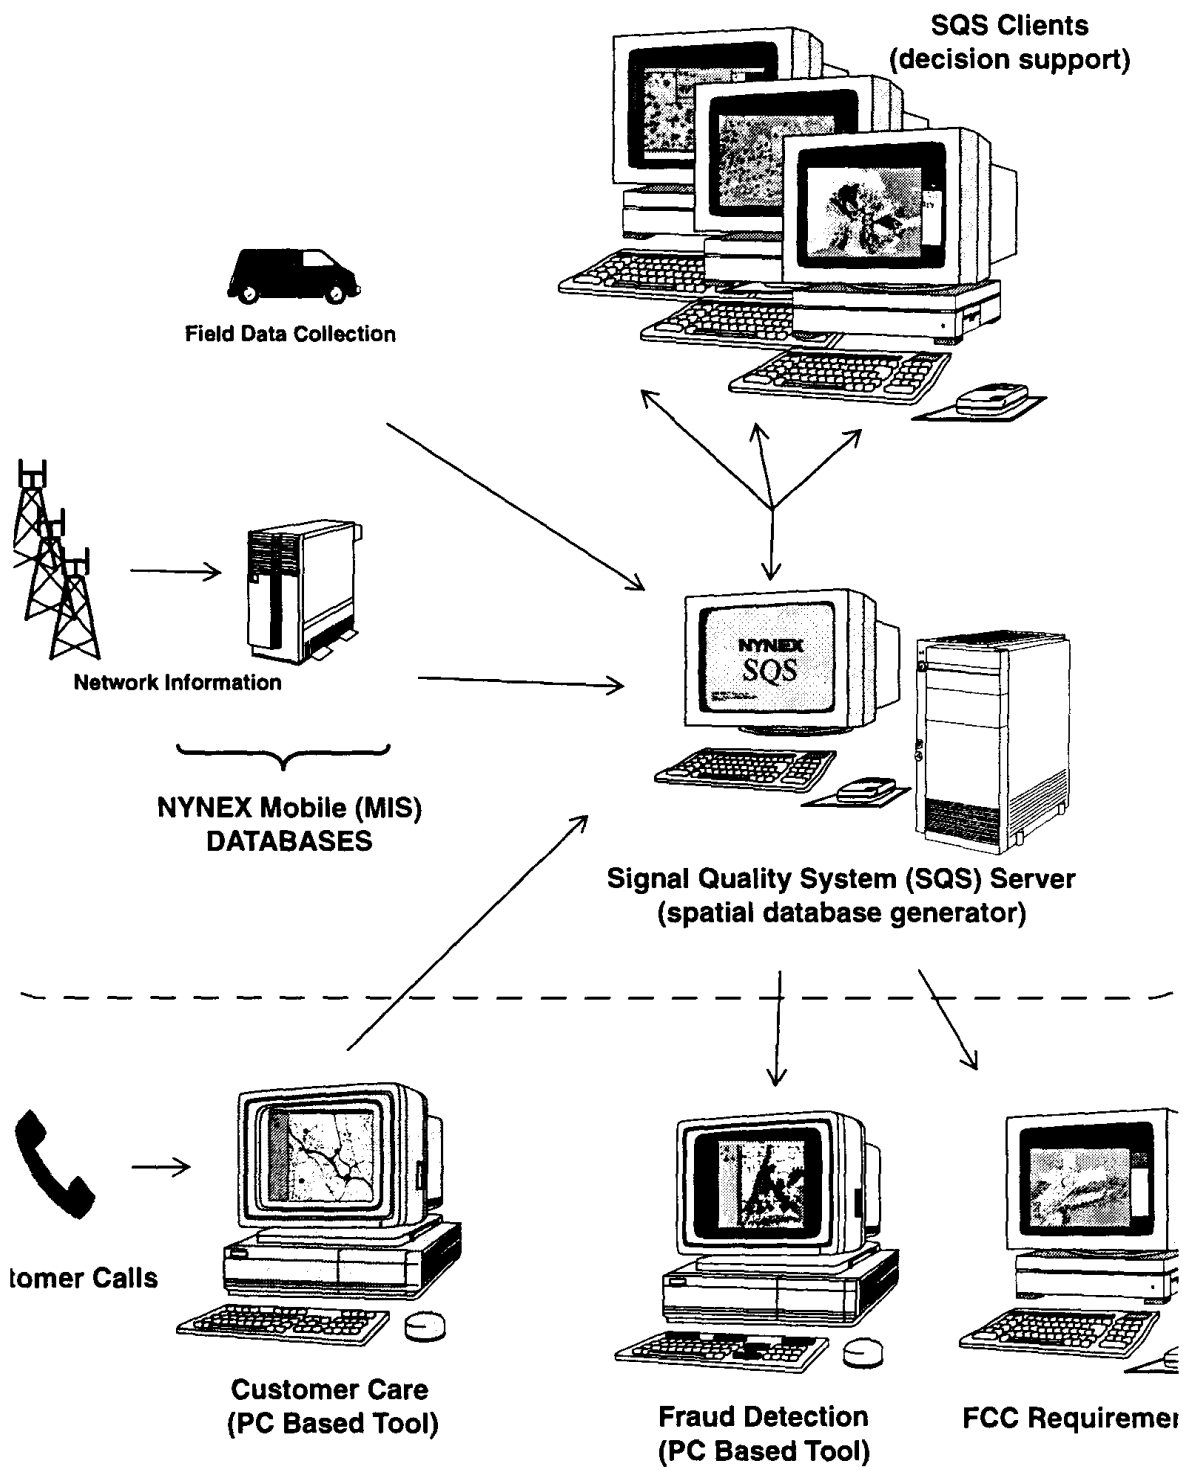 SQS Clients
(decision support)
Field Data Collection
Network Information
NYNEX
SQS
NYNEX Mobile (MIS)
DATABASES
Signal Quality System (SQS) Server
(spatial database generator)
tomer Calls
Customer Care
(PC Based Tool)
Fraud Detection
(PC Based Tool)
FCC Requiremen